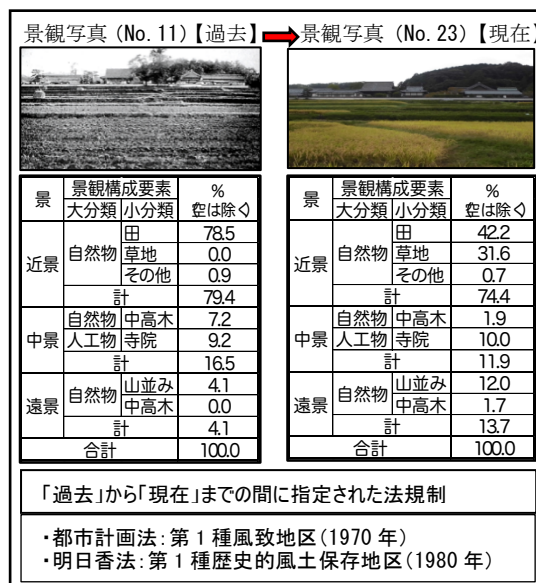 景観写真 (No.11)【過去】 景観写真 (No.23)【現在】
景 景観構成要素 %
大分類 小分類 空は除く
近景 自然物 田 78.5
草地 0.0
その他 0.9
計 79.4
中景 自然物 中高木 7.2
人工物 寺院 9.2
計 16.5
遠景 自然物 山並み 4.1
中高木 0.0
計 4.1
合計 100.0
景 景観構成要素 %
大分類 小分類 空は除く
近景 自然物 田 42.2
草地 31.6
その他 0.7
計 74.4
中景 自然物 中高木 1.9
人工物 寺院 10.0
計 11.9
遠景 自然物 山並み 12.0
中高木 1.7
計 13.7
合計 100.0
「過去」から「現在」までの間に指定された法規制
・都市計画法：第1種風致地区（1970年）
・明日香法：第1種歴史的風土保存地区（1980年）